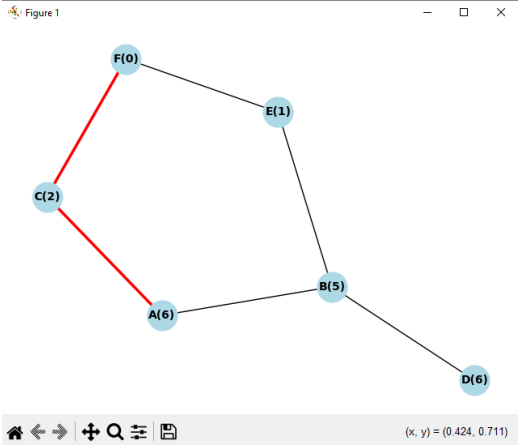 Figure 1
F(0)
E(1)
C(2)
B(5)
A(6)
D(6)
(x, y) = (0.424, 0.711)